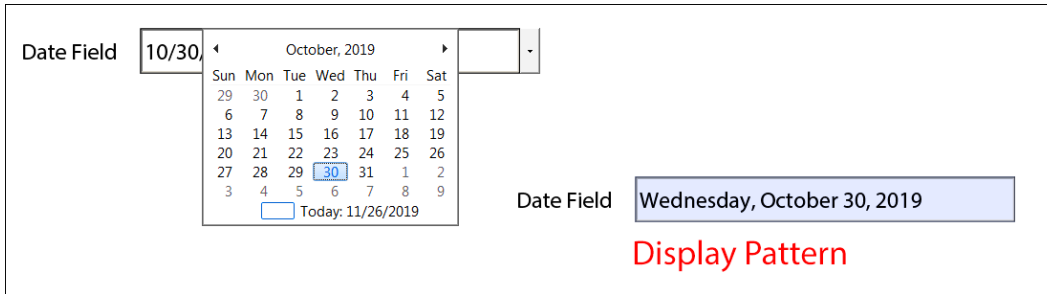 Date Field 10/30/
October, 2019
Sun Mon Tue Wed Thu Fri Sat
29 30 1 2 3 4 5
6 7 8 9 10 11 12
13 14 15 16 17 18 19
20 21 22 23 24 25 26
27 28 29 30 31 1 2
3 4 5 6 7 8 9
Today: 11/26/2019
Date Field Wednesday, October 30, 2019
Display Pattern